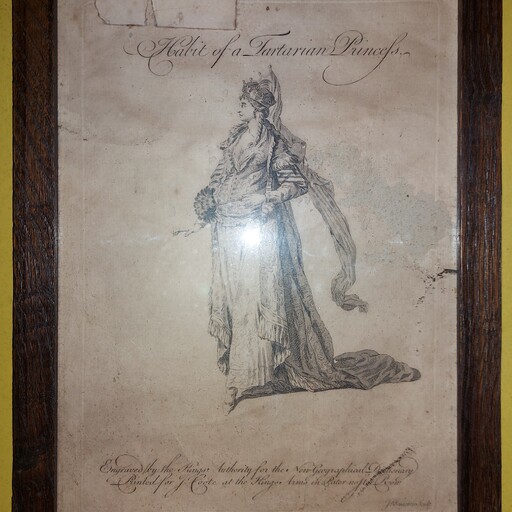 Habit of a Tartarian Princess.
Engraved by the Kings Authority for the New Geographical Dictionary
Printed for J. Coote at the Kings Arms in Pater noster Row